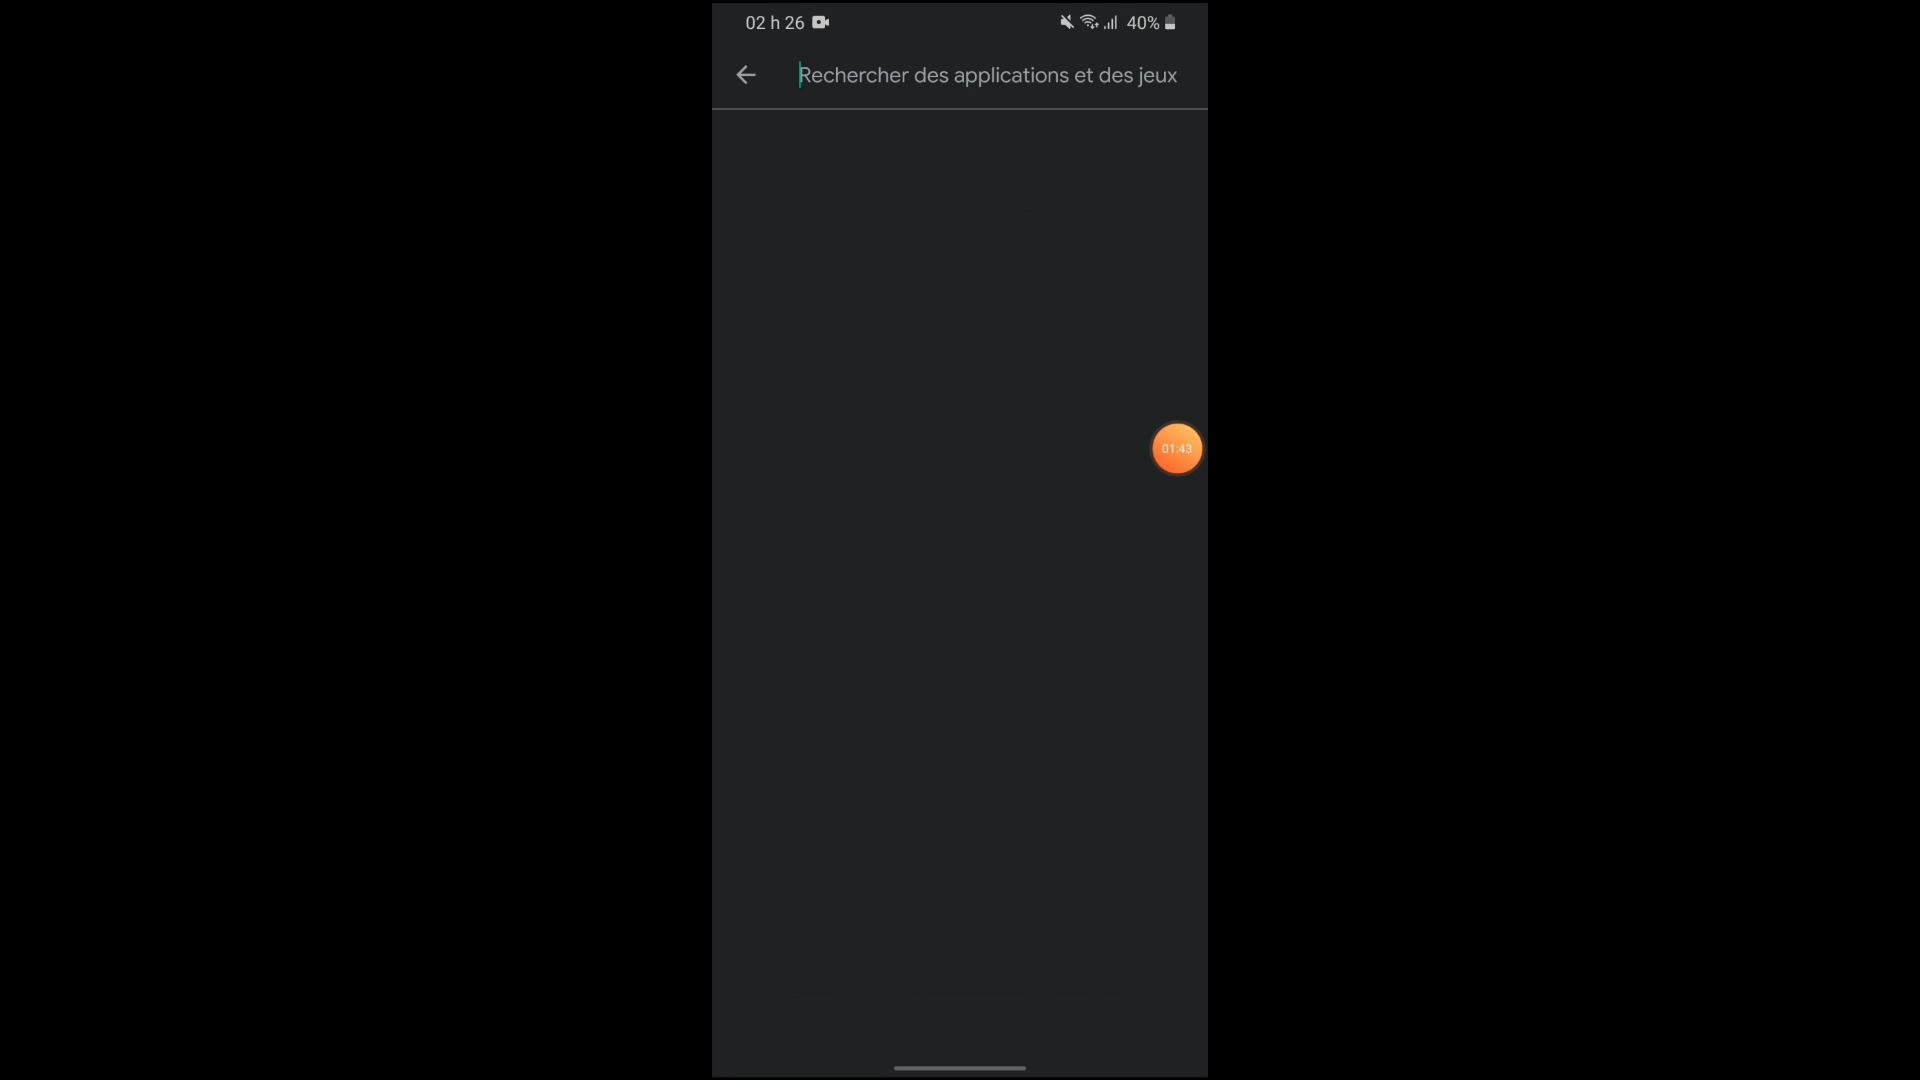 02 h 26
40%
Rechercher des applications et des jeux
01:43